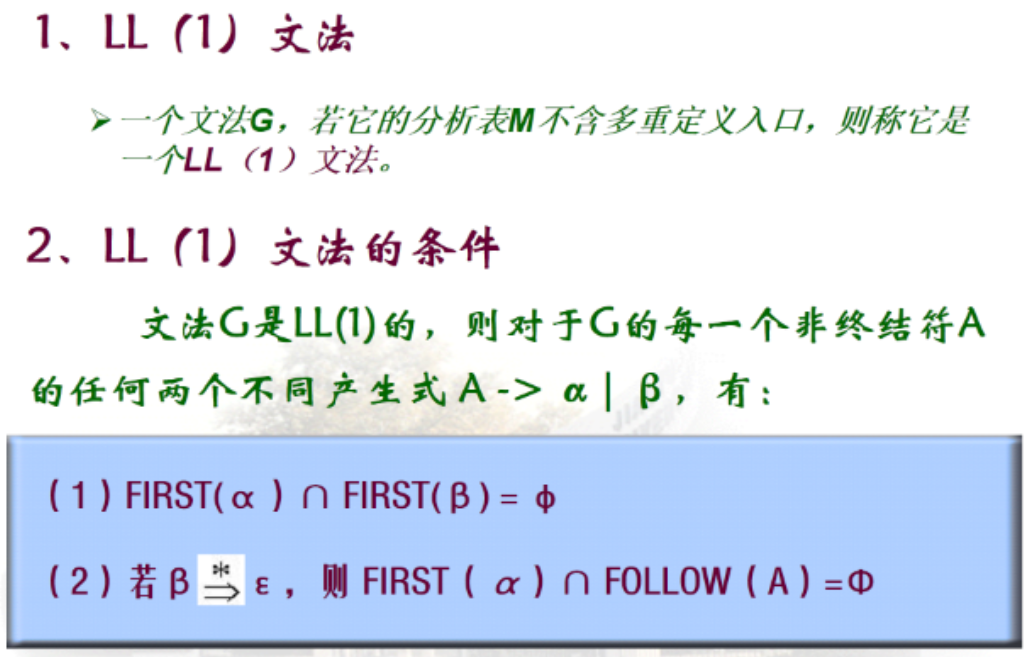 1、LL（1）文法
➢一个文法G，若它的分析表M不含多重定义入口，则称它是
一个LL（1）文法。
2、LL（1）文法的条件
文法G是LL(1)的，则对于G的每一个非终结符A
的任何两个不同产生式 A -> α | β，有：
(1) FIRST(α) ∩ FIRST(β) = φ
(2) 若 β *⇒ ε，则 FIRST (α) ∩ FOLLOW (A) =Φ